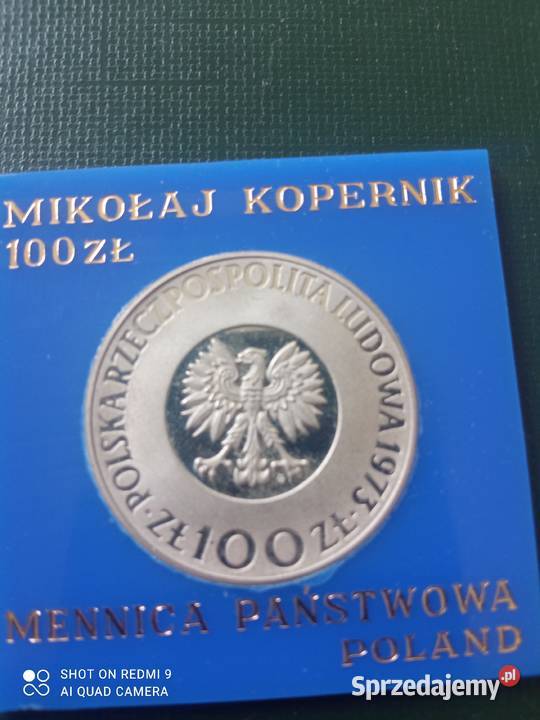 MIKOŁAJ KOPERNIK
100 ZŁ
POLSKA RZECZPOSPOLITA LUDOWA 1973
ZŁ 100 ZŁ
MENNICA PAŃSTWOWA
POLAND
SHOT ON REDMI 9
AI QUAD CAMERA
Sprzedajemy.pl